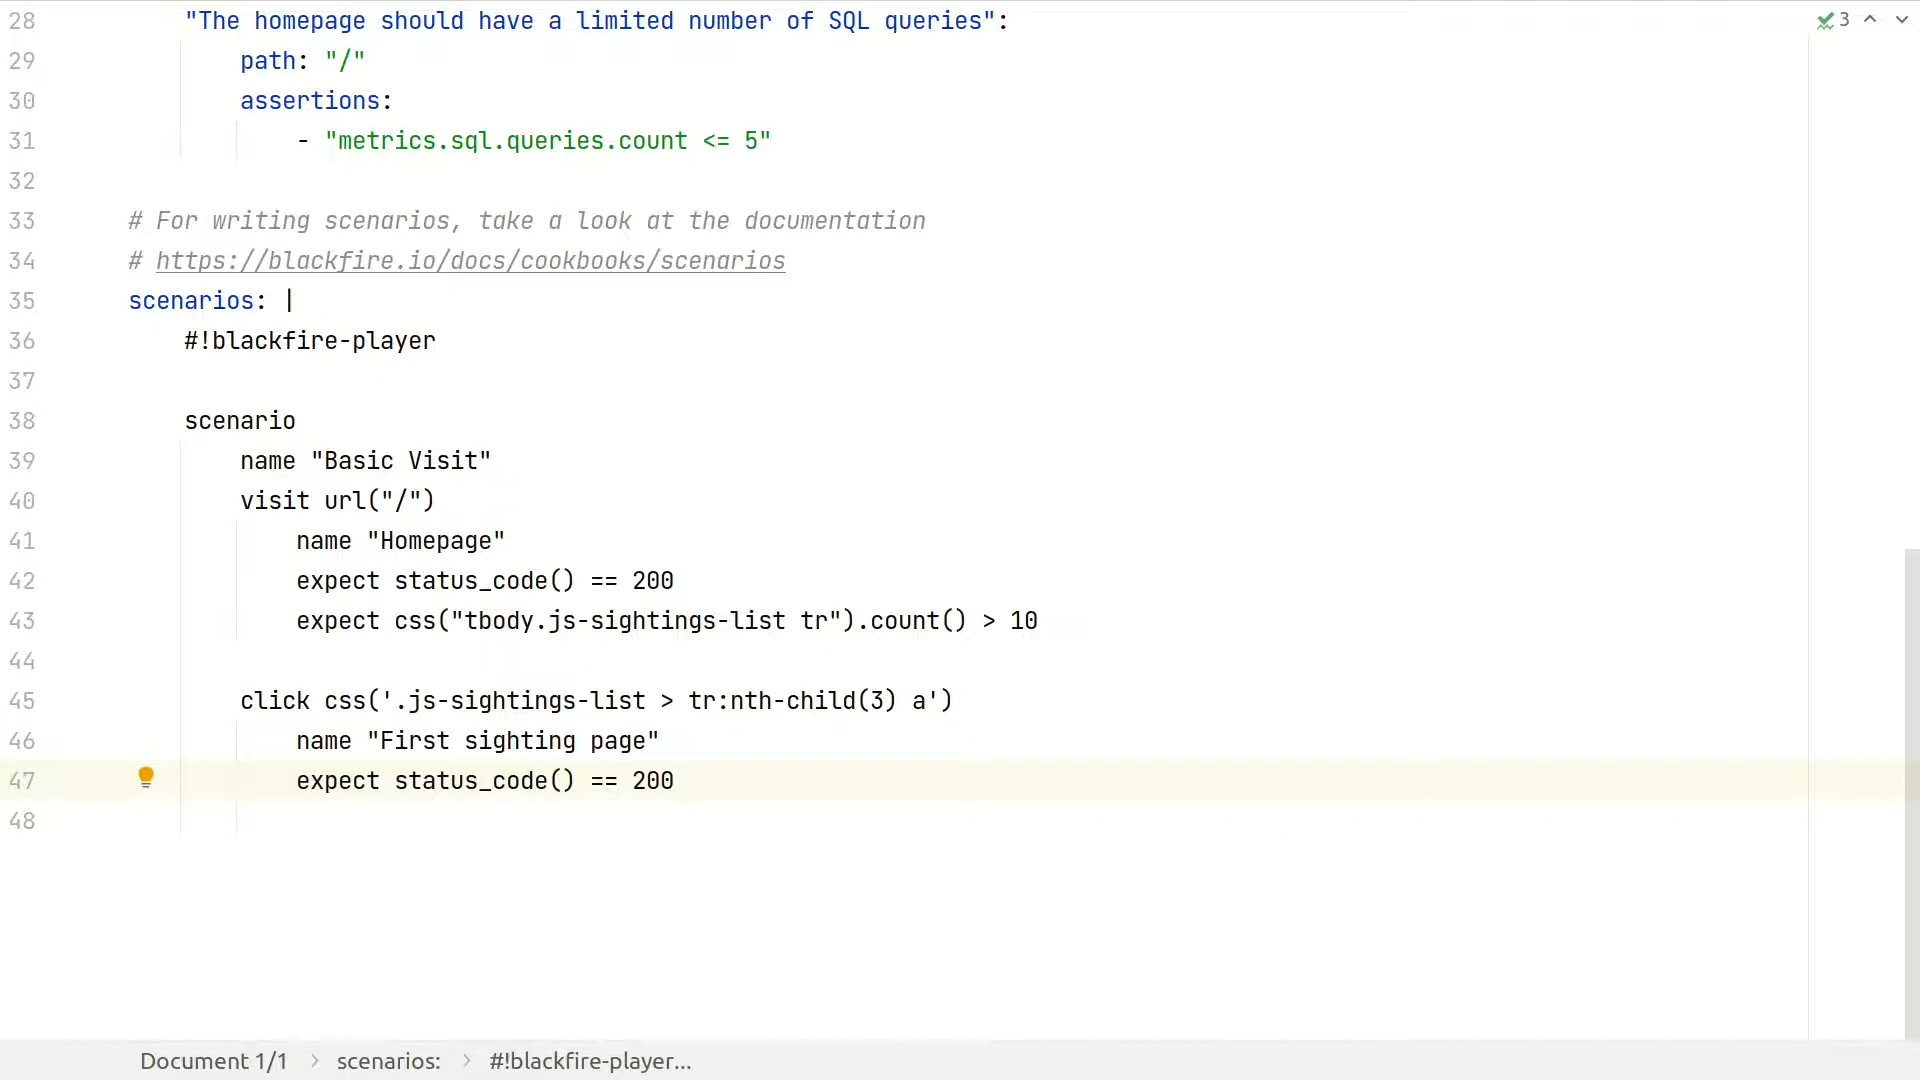 28 "The homepage should have a limited number of SQL queries":
3
29 path: "/"
30 assertions:
31 - "metrics.sql.queries.count <= 5"
32
33 # For writing scenarios, take a look at the documentation
34 # https://blackfire.io/docs/cookbooks/scenarios
35 scenarios: |
36 #!blackfire-player
37
38 scenario
39 name "Basic Visit"
40 visit url("/")
41 name "Homepage"
42 expect status_code() == 200
43 expect css("tbody.js-sightings-list tr").count() > 10
44
45 click css('.js-sightings-list > tr:nth-child(3) a')
46 name "First sighting page"
47 expect status_code() == 200
48
Document 1/1 > scenarios: > #!blackfire-player...